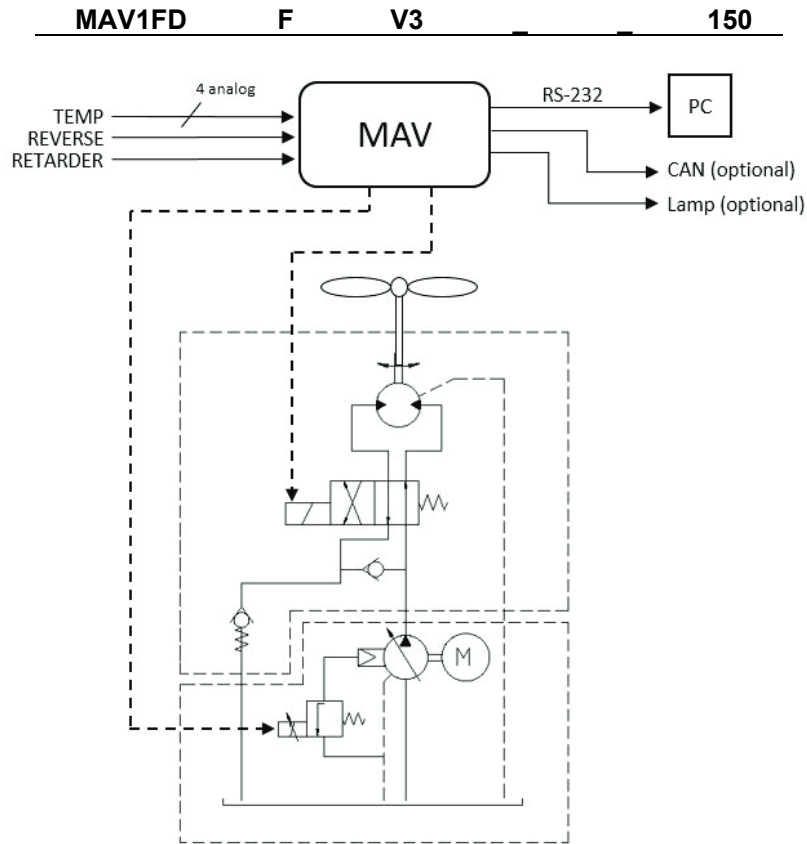 MAV1FD F V3 _ _ 150
4 analog
TEMP
REVERSE
RETARDER
MAV
RS-232
PC
CAN (optional)
Lamp (optional)
M